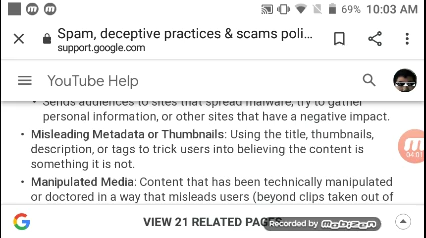 69% 10:03 AM
Spam, deceptive practices & scams poli...
support.google.com
YouTube Help
Sends audiences to sites that spread malware, try to gather
personal information, or other sites that have a negative impact.
• Misleading Metadata or Thumbnails: Using the title, thumbnails,
description, or tags to trick users into believing the content is
something it is not.
04:01
• Manipulated Media: Content that has been technically manipulated
or doctored in a way that misleads users (beyond clips taken out of
VIEW 21 RELATED PAGES
Recorded by mobizen